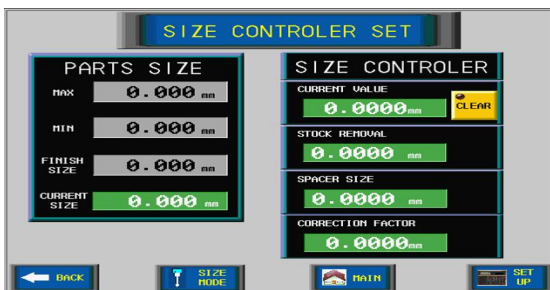 SIZE CONTROLER SET
PARTS SIZE
MAX 0.000 mm
MIN 0.000 mm
FINISH
SIZE 0.000 mm
CURRENT
SIZE 0.000 mm
SIZE CONTROLER
CURRENT VALUE
0.0000mm CLEAR
STOCK REMOVAL
0.0000 mm
SPACER SIZE
0.0000 mm
CORRECTION FACTOR
0.0000mm
BACK
SIZE
MODE
MAIN
SET
UP